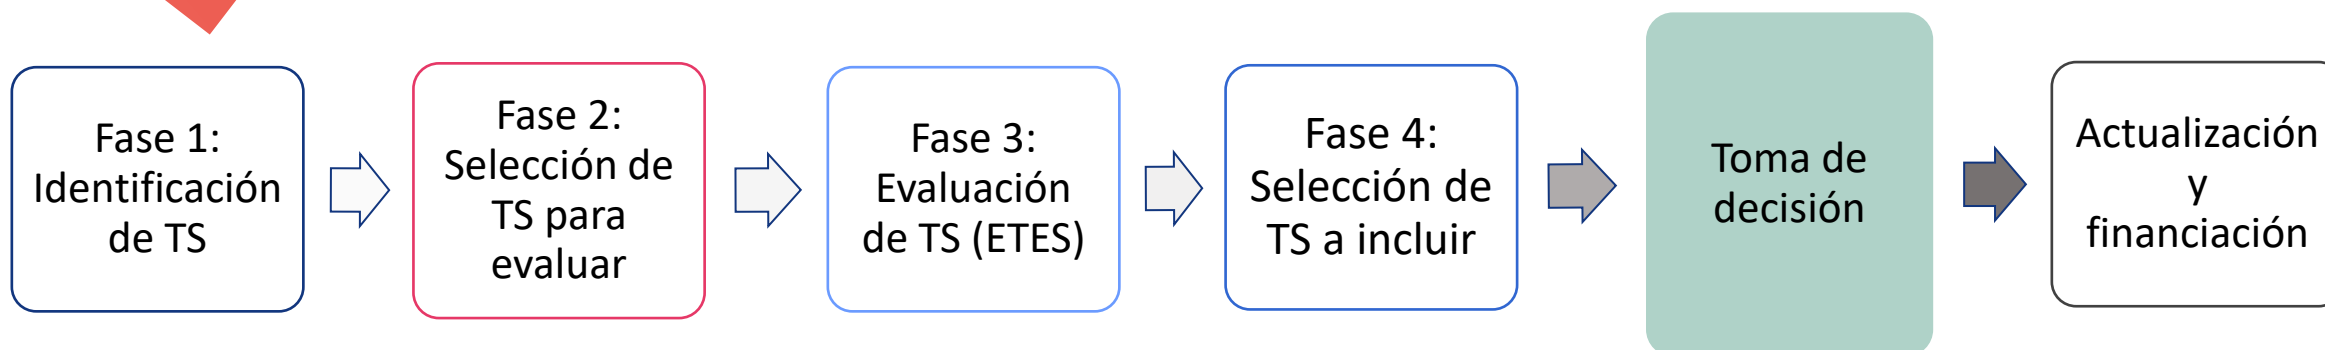 Fase 1:
Identificación
de TS
Fase 2:
Selección de
TS para
evaluar
Fase 3:
Evaluación
de TS (ETES)
Fase 4:
Selección de
TS a incluir
Toma de
decisión
Actualización
y
financiación